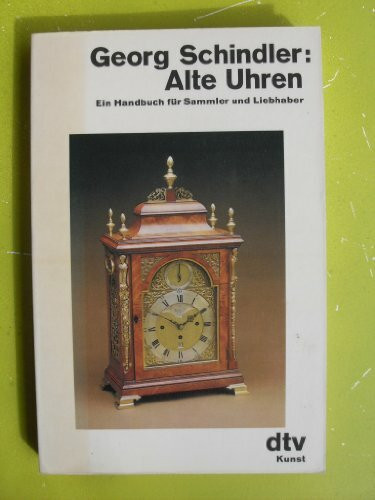 Georg Schindler:
Alte Uhren
Ein Handbuch für Sammler und Liebhaber
dtv
Kunst